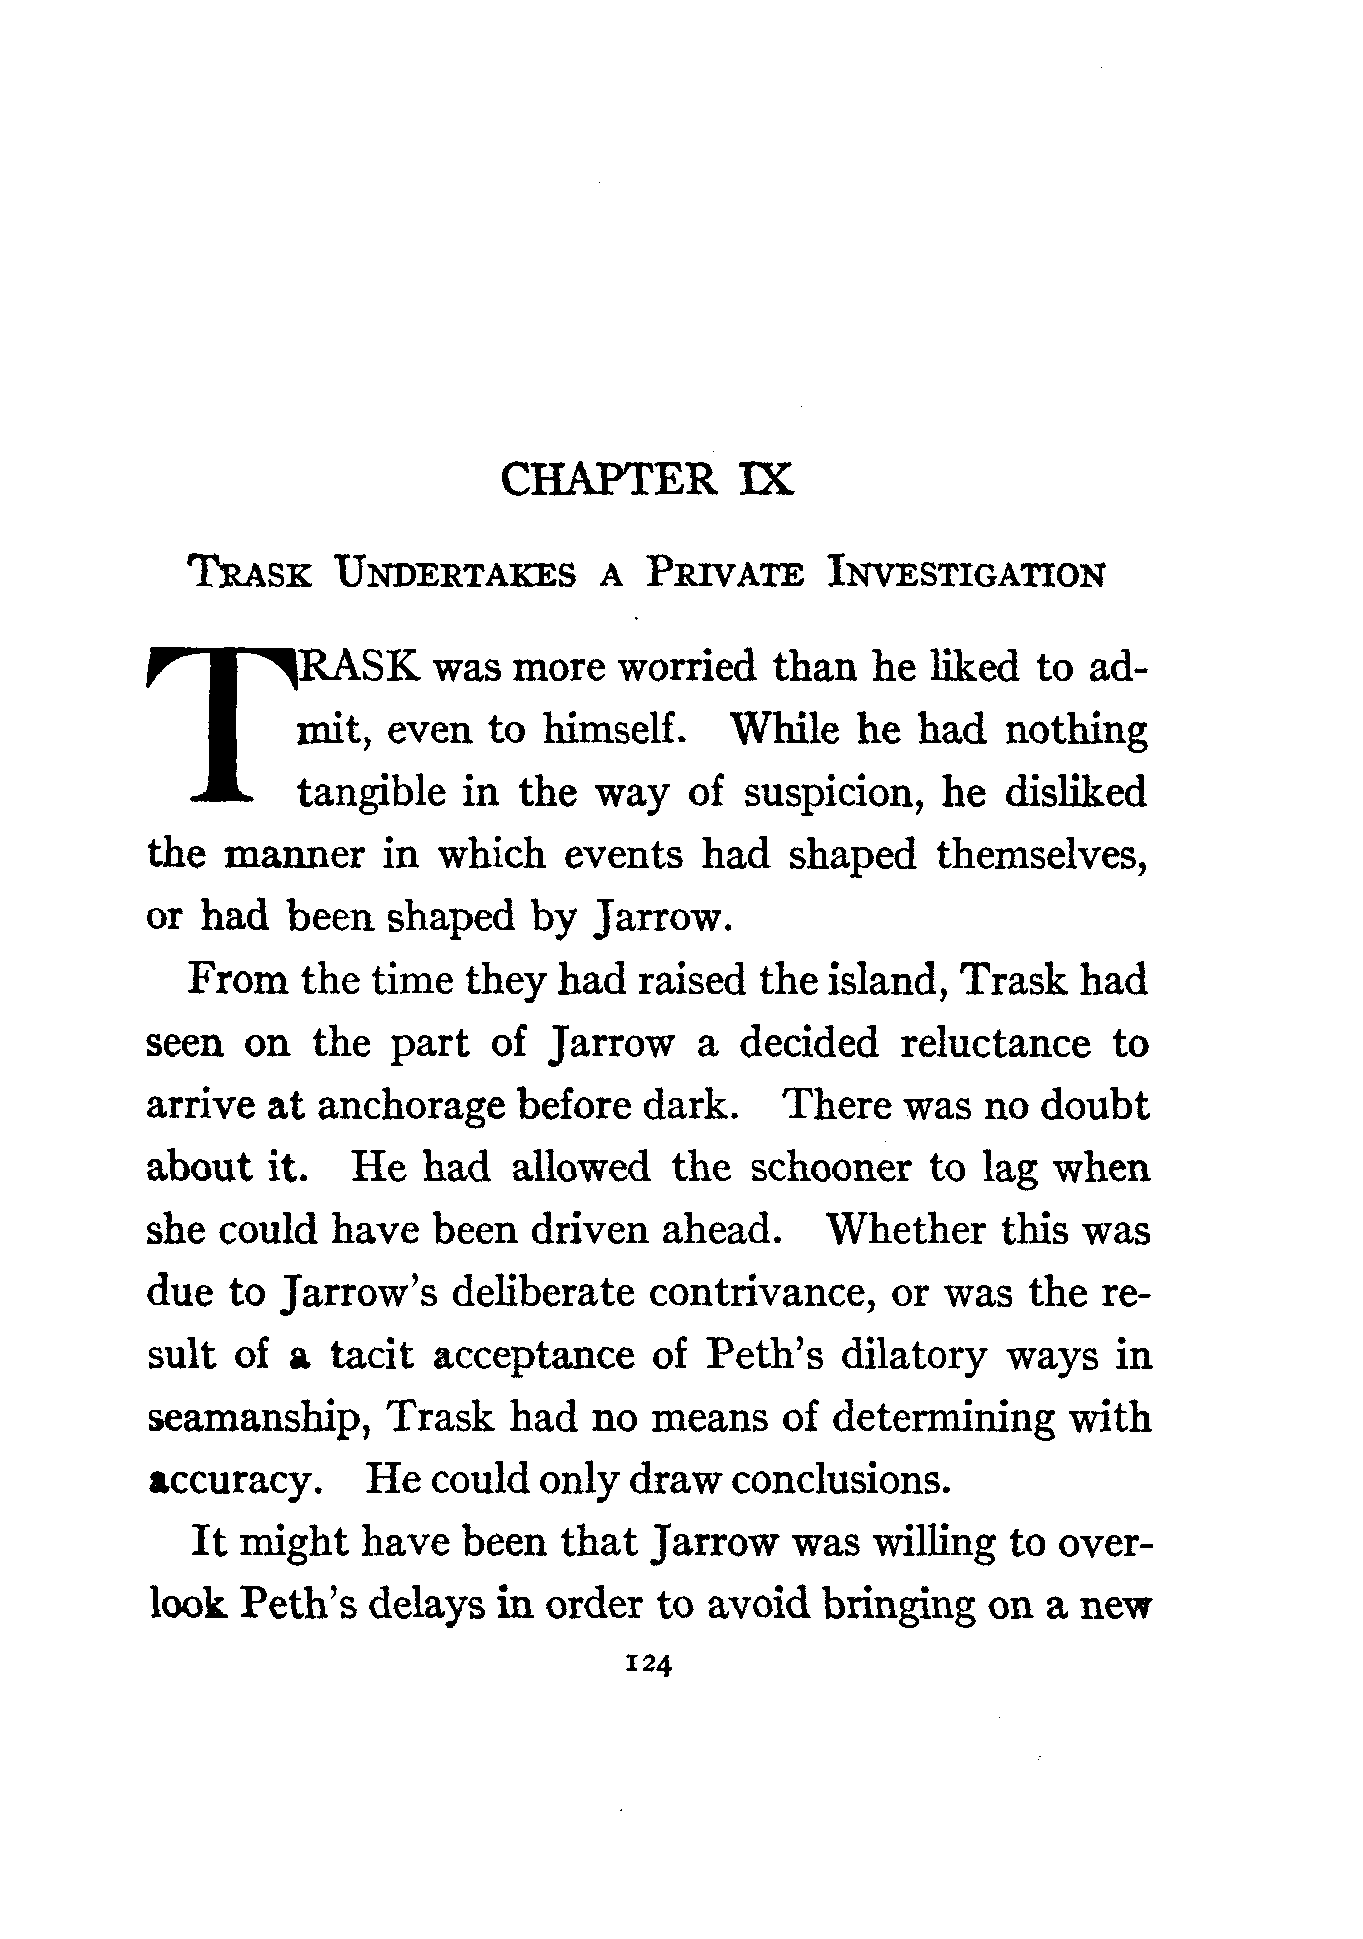 CHAPTER IX
TRASK UNDERTAKES A PRIVATE INVESTIGATION
TRASK was more worried than he liked to ad-
mit, even to himself. While he had nothing
tangible in the way of suspicion, he disliked
the manner in which events had shaped themselves,
or had been shaped by Jarrow.
From the time they had raised the island, Trask had
seen on the part of Jarrow a decided reluctance to
arrive at anchorage before dark. There was no doubt
about it. He had allowed the schooner to lag when
she could have been driven ahead. Whether this was
due to Jarrow's deliberate contrivance, or was the re-
sult of a tacit acceptance of Peth's dilatory ways in
seamanship, Trask had no means of determining with
accuracy. He could only draw conclusions.
It might have been that Jarrow was willing to over-
look Peth's delays in order to avoid bringing on a new
124